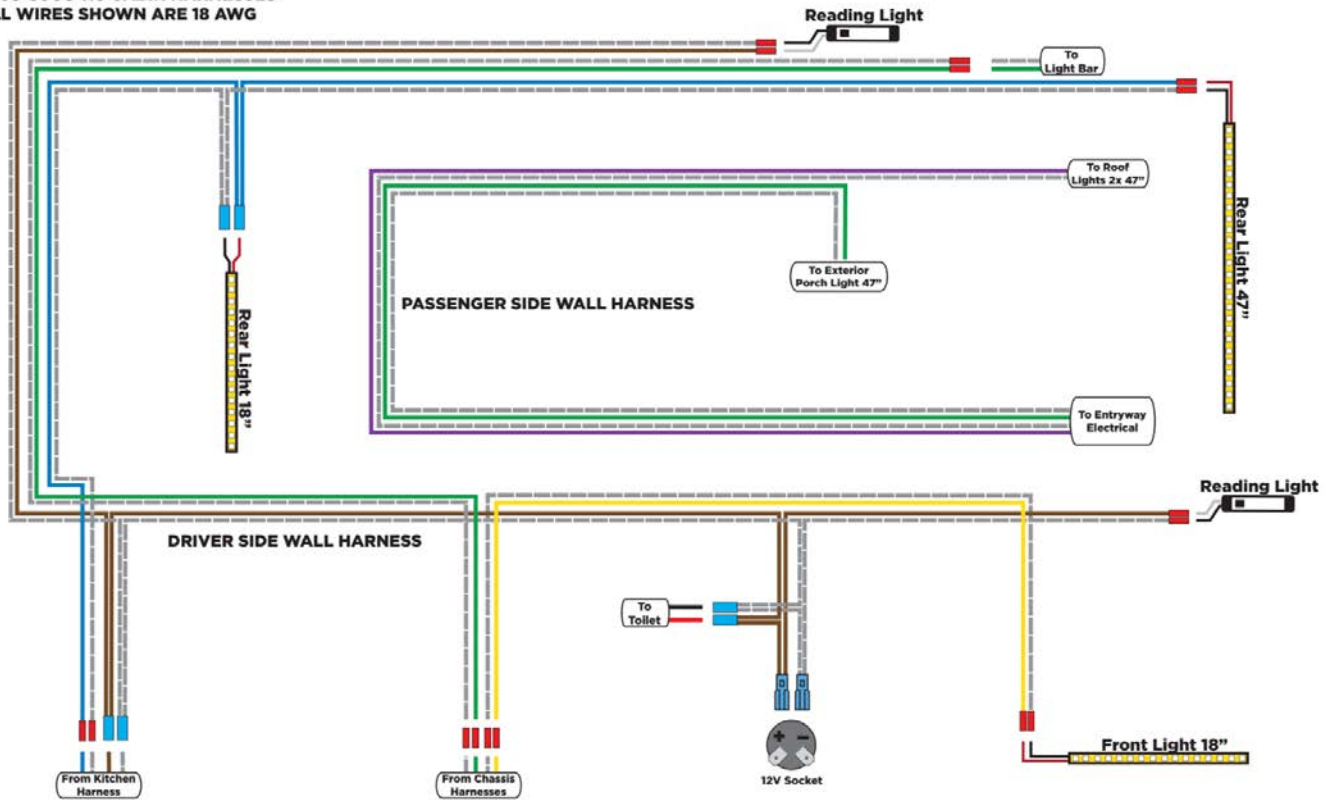 WIRES SHOWN ARE 18 AWG
Reading Light
To
Light Bar
To Roof
Lights 2x 47”
Rear Light 47”
To Exterior
Porch Light 47”
PASSENGER SIDE WALL HARNESS
Rear Light 18”
To Entryway
Electrical
Reading Light
DRIVER SIDE WALL HARNESS
To
Toilet
+ −
12V Socket
Front Light 18”
From Kitchen
Harness
From Chassis
Harnesses